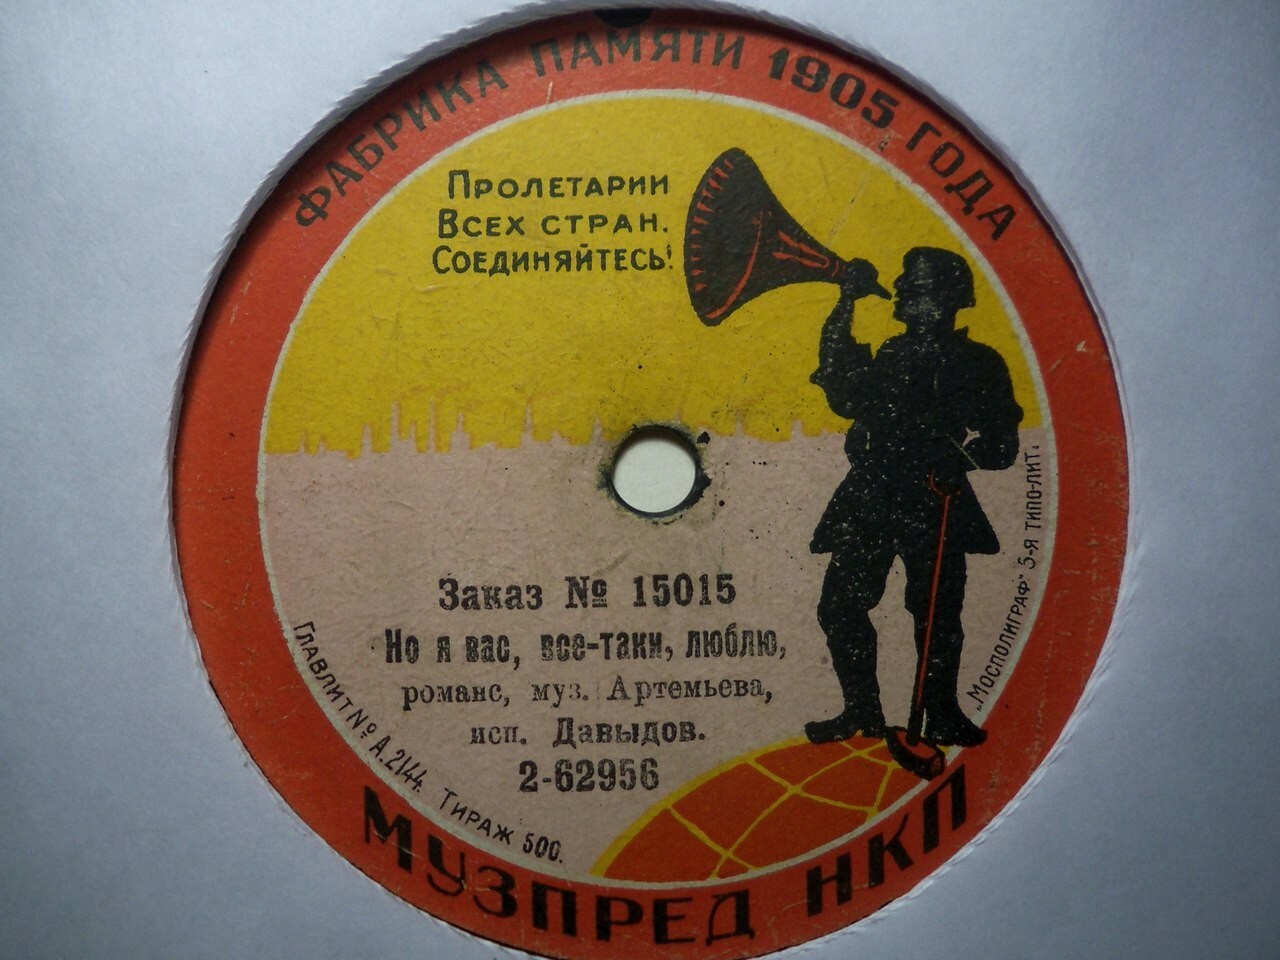 ФАБРИКА ПАМЯТИ 1905 ГОДА
ПРОЛЕТАРИИ
ВСЕХ СТРАН.
СОЕДИНЯЙТЕСЬ!
Заказ № 15015
Но я вас, все-таки, люблю,
романс, муз. Артемьева,
исп. Давыдов.
2-62956
ГЛАВЛИТ № А.2144. ТИРАЖ 500.
„МОСПОЛИГРАФ" 5-Я ТИПО-ЛИТ.
МУЗПРЕД НКП